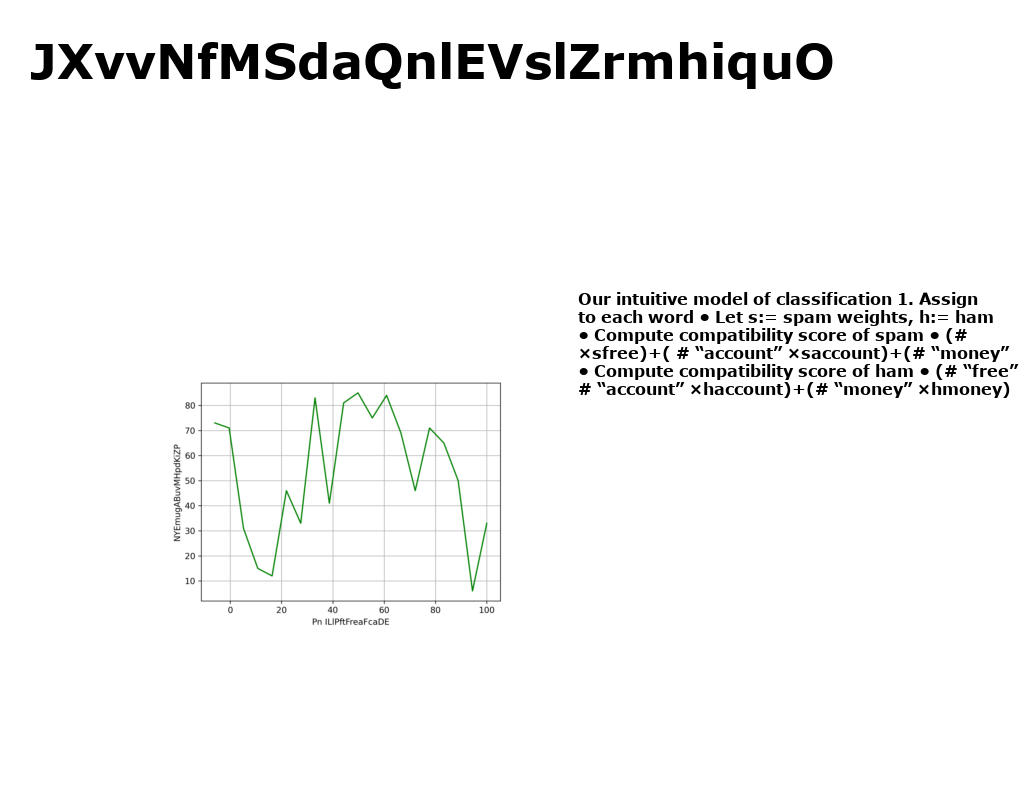 JXvvNfMSdaQnlEVslZrmhiquO
Our intuitive model of classification 1. Assign
to each word ● Let s:= spam weights, h:= ham
● Compute compatibility score of spam ● (#
×sfree)+( # “account” ×saccount)+(# “money”
● Compute compatibility score of ham ● (# “free”
# “account” ×haccount)+(# “money” ×hmoney)
80
70
60
50
40
30
20
10
NYEmugABuvMHpdKiZP
0 20 40 60 80 100
Pn ILIPftFreaFcaDE